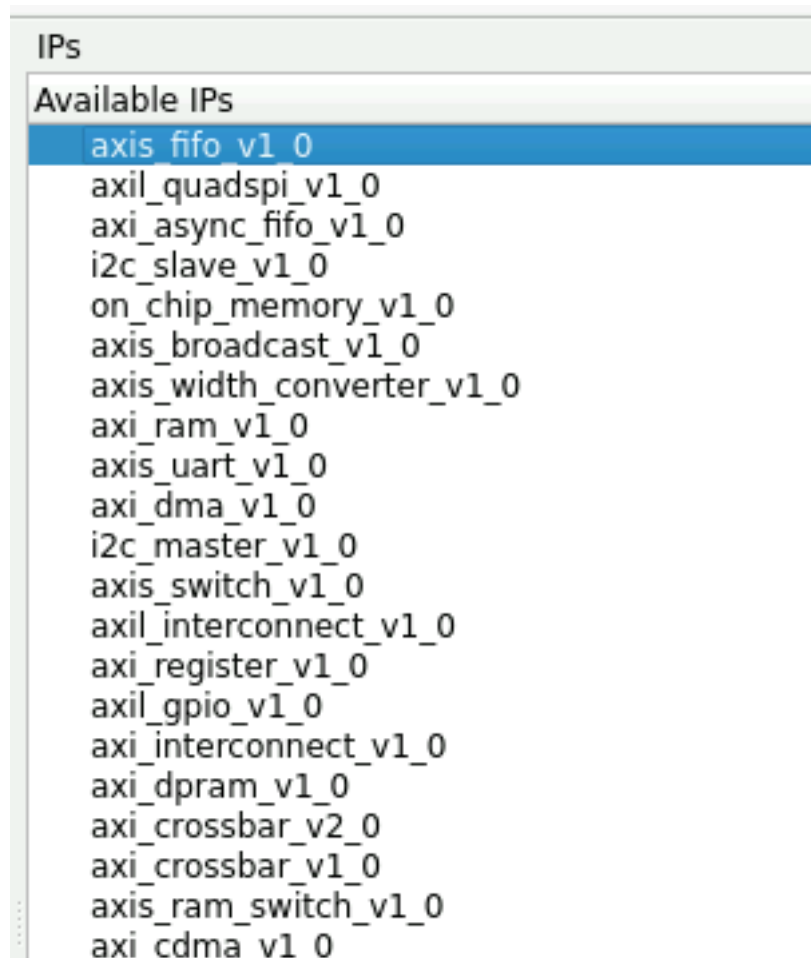 IPs
Available IPs
axis_fifo_v1_0
axil_quadspi_v1_0
axi_async_fifo_v1_0
i2c_slave_v1_0
on_chip_memory_v1_0
axis_broadcast_v1_0
axis_width_converter_v1_0
axi_ram_v1_0
axis_uart_v1_0
axi_dma_v1_0
i2c_master_v1_0
axis_switch_v1_0
axil_interconnect_v1_0
axi_register_v1_0
axil_gpio_v1_0
axi_interconnect_v1_0
axi_dpram_v1_0
axi_crossbar_v2_0
axi_crossbar_v1_0
axis_ram_switch_v1_0
axi_cdma_v1_0